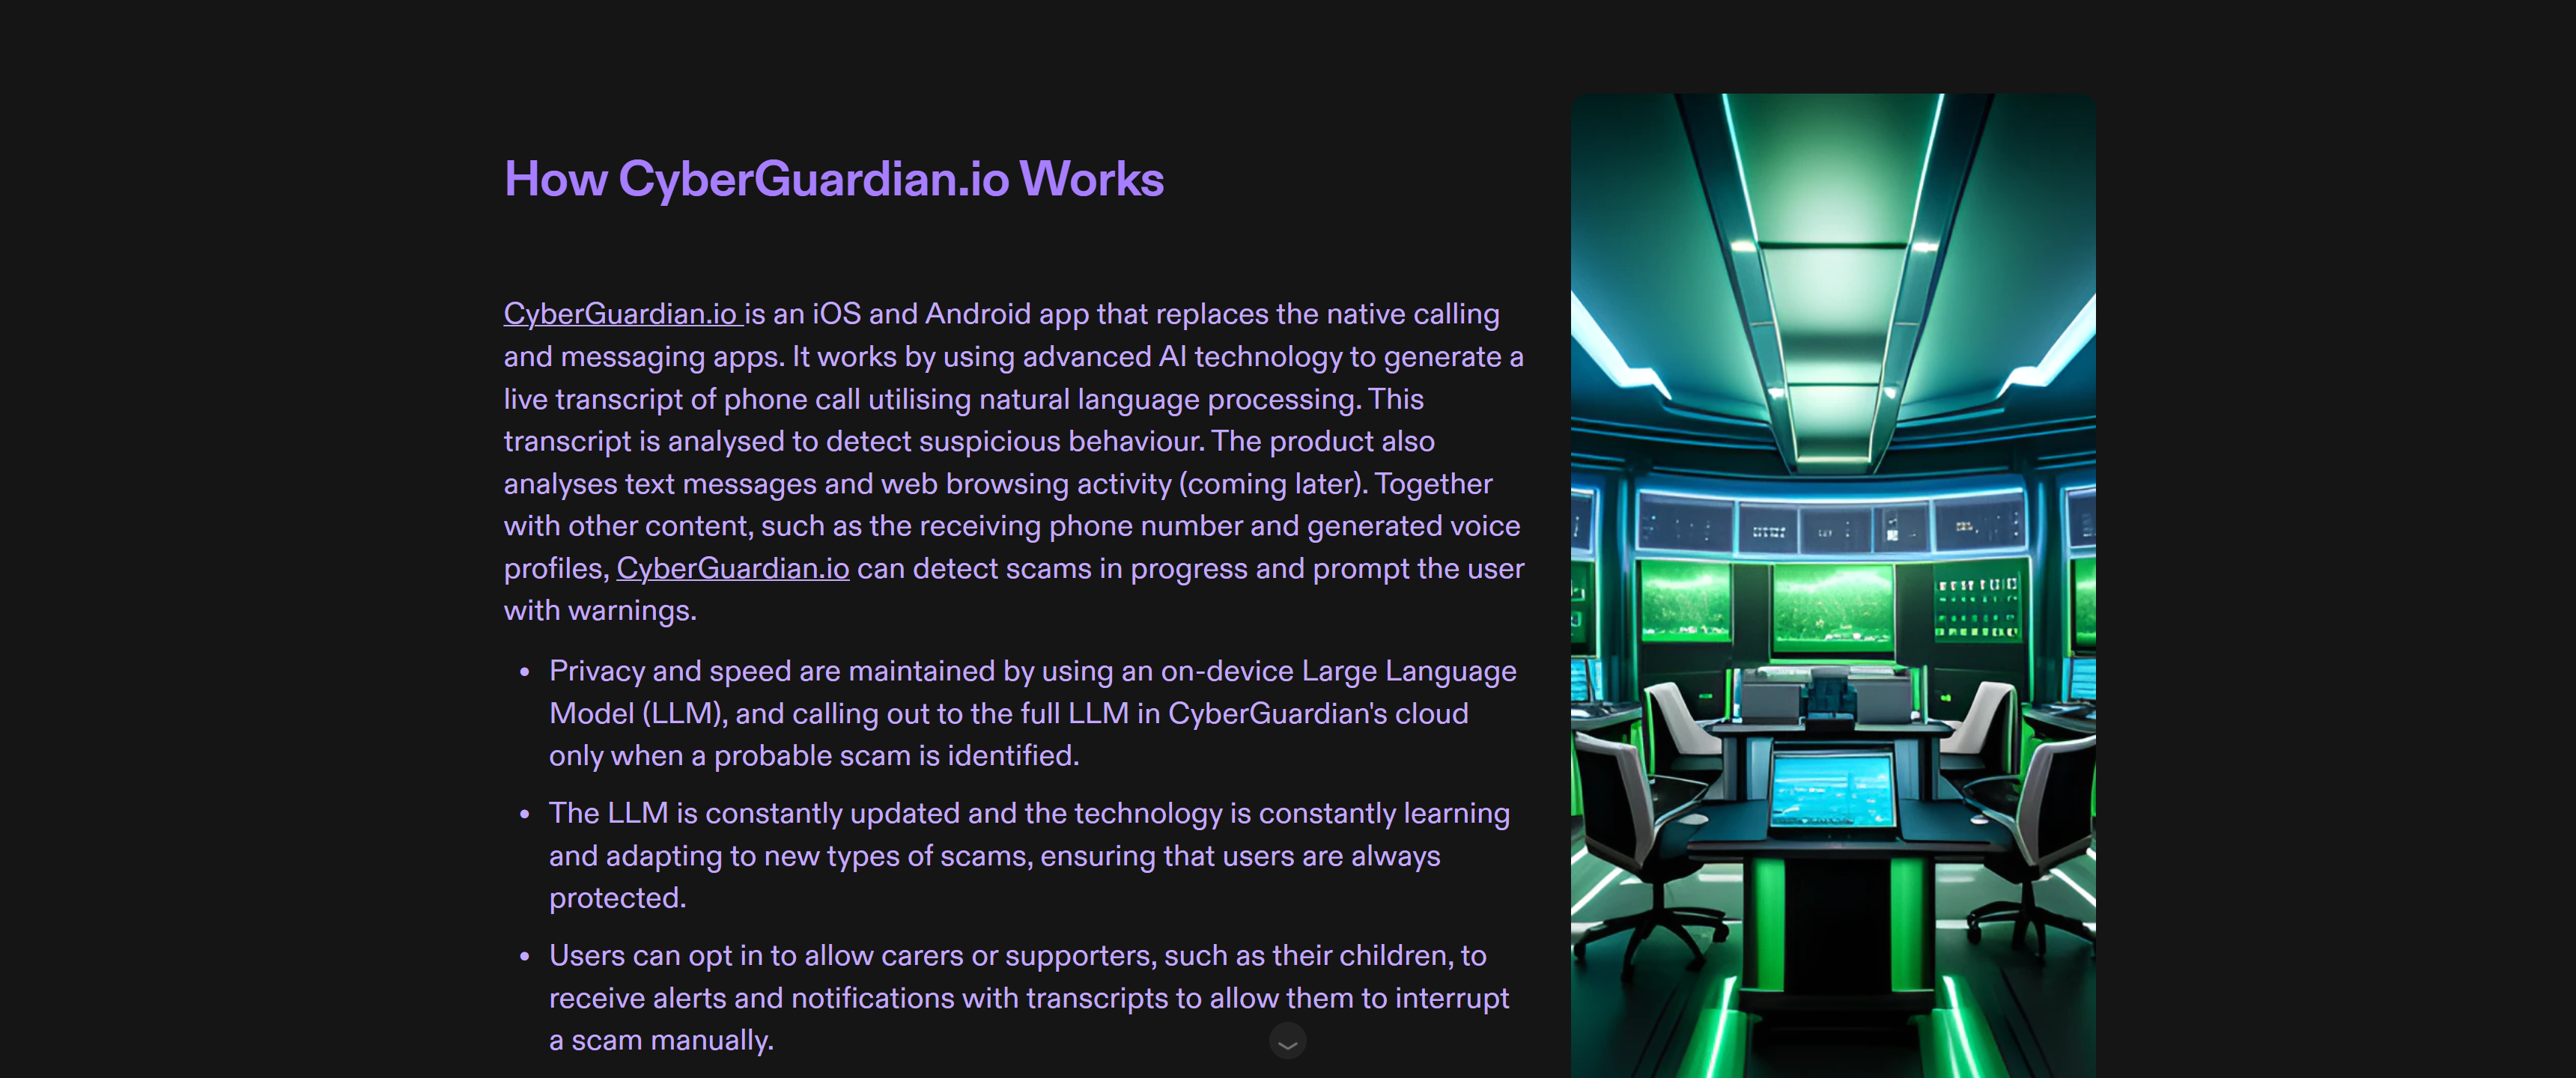 How CyberGuardian.io Works
CyberGuardian.io is an iOS and Android app that replaces the native calling
and messaging apps. It works by using advanced AI technology to generate a
live transcript of phone call utilising natural language processing. This
transcript is analysed to detect suspicious behaviour. The product also
analyses text messages and web browsing activity (coming later). Together
with other content, such as the receiving phone number and generated voice
profiles, CyberGuardian.io can detect scams in progress and prompt the user
with warnings.
• Privacy and speed are maintained by using an on-device Large Language
Model (LLM), and calling out to the full LLM in CyberGuardian's cloud
only when a probable scam is identified.
• The LLM is constantly updated and the technology is constantly learning
and adapting to new types of scams, ensuring that users are always
protected.
• Users can opt in to allow carers or supporters, such as their children, to
receive alerts and notifications with transcripts to allow them to interrupt
a scam manually.